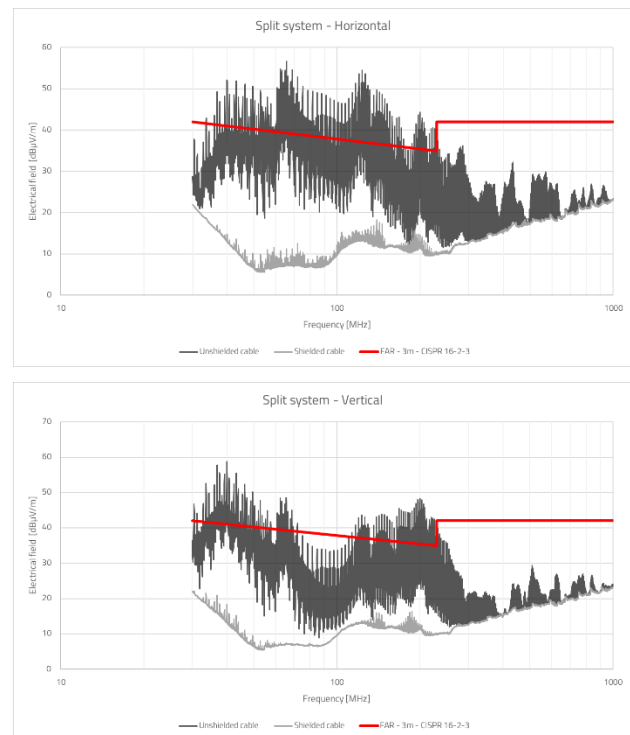 Split system - Horizontal
60
50
40
30
20
10
0
Electrical field [dBµV/m]
10
100
1000
Frequency [MHz]
Unshielded cable
Shielded cable
FAR - 3m - CISPR 16-2-3
Split system - Vertical
70
60
50
40
30
20
10
0
Electrical field [dBµV/m]
10
100
1000
Frequency [MHz]
Unshielded cable
Shielded cable
FAR - 3m - CISPR 16-2-3